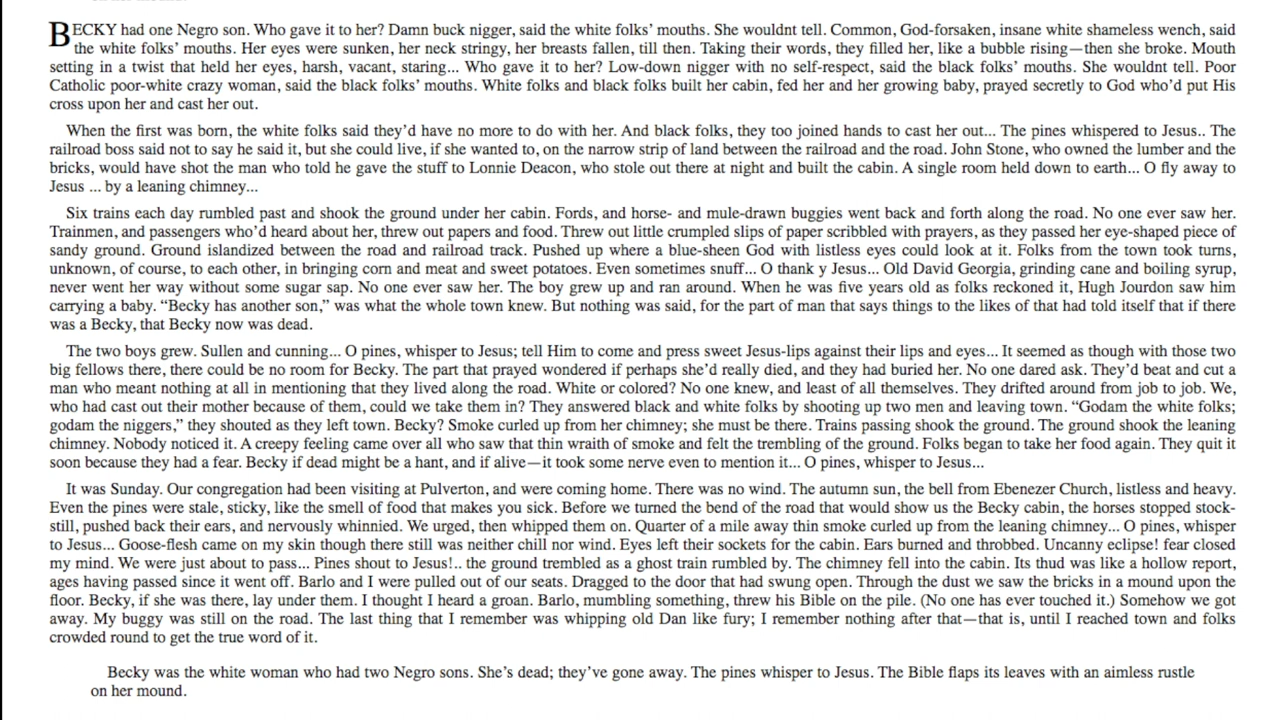 BECKY had one Negro son. Who gave it to her? Damn buck nigger, said the white folks’ mouths. She wouldnt tell. Common, God-forsaken, insane white shameless wench, said
the white folks’ mouths. Her eyes were sunken, her neck stringy, her breasts fallen, till then. Taking their words, they filled her, like a bubble rising—then she broke. Mouth
setting in a twist that held her eyes, harsh, vacant, staring... Who gave it to her? Low-down nigger with no self-respect, said the black folks’ mouths. She wouldnt tell. Poor
Catholic poor-white crazy woman, said the black folks’ mouths. White folks and black folks built her cabin, fed her and her growing baby, prayed secretly to God who’d put His
cross upon her and cast her out.
When the first was born, the white folks said they’d have no more to do with her. And black folks, they too joined hands to cast her out... The pines whispered to Jesus.. The
railroad boss said not to say he said it, but she could live, if she wanted to, on the narrow strip of land between the railroad and the road. John Stone, who owned the lumber and the
bricks, would have shot the man who told he gave the stuff to Lonnie Deacon, who stole out there at night and built the cabin. A single room held down to earth... O fly away to
Jesus ... by a leaning chimney...
Six trains each day rumbled past and shook the ground under her cabin. Fords, and horse- and mule-drawn buggies went back and forth along the road. No one ever saw her.
Trainmen, and passengers who’d heard about her, threw out papers and food. Threw out little crumpled slips of paper scribbled with prayers, as they passed her eye-shaped piece of
sandy ground. Ground islandized between the road and railroad track. Pushed up where a blue-sheen God with listless eyes could look at it. Folks from the town took turns,
unknown, of course, to each other, in bringing corn and meat and sweet potatoes. Even sometimes snuff... O thank y Jesus... Old David Georgia, grinding cane and boiling syrup,
never went her way without some sugar sap. No one ever saw her. The boy grew up and ran around. When he was five years old as folks reckoned it, Hugh Jourdon saw him
carrying a baby. “Becky has another son,” was what the whole town knew. But nothing was said, for the part of man that says things to the likes of that had told itself that if there
was a Becky, that Becky now was dead.
The two boys grew. Sullen and cunning... O pines, whisper to Jesus; tell Him to come and press sweet Jesus-lips against their lips and eyes... It seemed as though with those two
big fellows there, there could be no room for Becky. The part that prayed wondered if perhaps she’d really died, and they had buried her. No one dared ask. They’d beat and cut a
man who meant nothing at all in mentioning that they lived along the road. White or colored? No one knew, and least of all themselves. They drifted around from job to job. We,
who had cast out their mother because of them, could we take them in? They answered black and white folks by shooting up two men and leaving town. “Godam the white folks;
godam the niggers,” they shouted as they left town. Becky? Smoke curled up from her chimney; she must be there. Trains passing shook the ground. The ground shook the leaning
chimney. Nobody noticed it. A creepy feeling came over all who saw that thin wraith of smoke and felt the trembling of the ground. Folks began to take her food again. They quit it
soon because they had a fear. Becky if dead might be a hant, and if alive—it took some nerve even to mention it... O pines, whisper to Jesus...
It was Sunday. Our congregation had been visiting at Pulverton, and were coming home. There was no wind. The autumn sun, the bell from Ebenezer Church, listless and heavy.
Even the pines were stale, sticky, like the smell of food that makes you sick. Before we turned the bend of the road that would show us the Becky cabin, the horses stopped stock-
still, pushed back their ears, and nervously whinnied. We urged, then whipped them on. Quarter of a mile away thin smoke curled up from the leaning chimney... O pines, whisper
to Jesus... Goose-flesh came on my skin though there still was neither chill nor wind. Eyes left their sockets for the cabin. Ears burned and throbbed. Uncanny eclipse! fear closed
my mind. We were just about to pass... Pines shout to Jesus!.. the ground trembled as a ghost train rumbled by. The chimney fell into the cabin. Its thud was like a hollow report,
ages having passed since it went off. Barlo and I were pulled out of our seats. Dragged to the door that had swung open. Through the dust we saw the bricks in a mound upon the
floor. Becky, if she was there, lay under them. I thought I heard a groan. Barlo, mumbling something, threw his Bible on the pile. (No one has ever touched it.) Somehow we got
away. My buggy was still on the road. The last thing that I remember was whipping old Dan like fury; I remember nothing after that—that is, until I reached town and folks
crowded round to get the true word of it.
Becky was the white woman who had two Negro sons. She’s dead; they’ve gone away. The pines whisper to Jesus. The Bible flaps its leaves with an aimless rustle
on her mound.